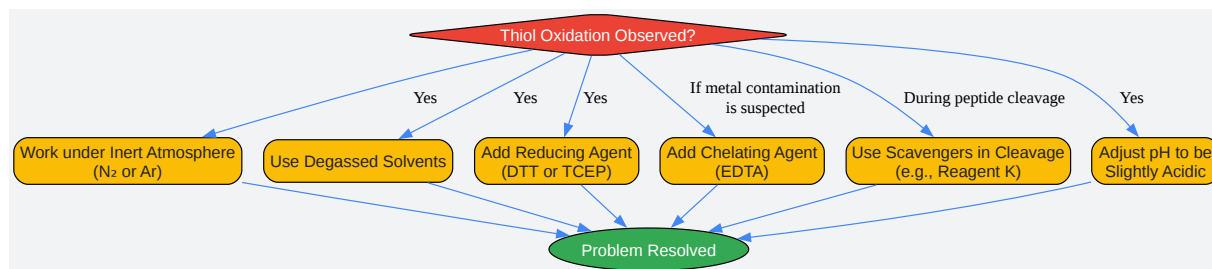 Thiol Oxidation Observed?
Yes
Yes
Yes
If metal contamination
is suspected
During peptide cleavage
Yes
Work under Inert Atmosphere
(N₂ or Ar)
Use Degassed Solvents
Add Reducing Agent
(DTT or TCEP)
Add Chelating Agent
(EDTA)
Use Scavengers in Cleavage
(e.g., Reagent K)
Adjust pH to be
Slightly Acidic
Problem Resolved